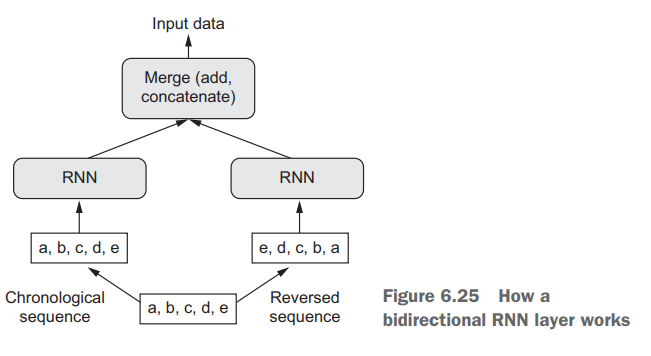 Input data
Merge (add,
concatenate)
RNN
RNN
a, b, c, d, e
e, d, c, b, a
Chronological
sequence
a, b, c, d, e
Reversed
sequence
Figure 6.25 How a
bidirectional RNN layer works